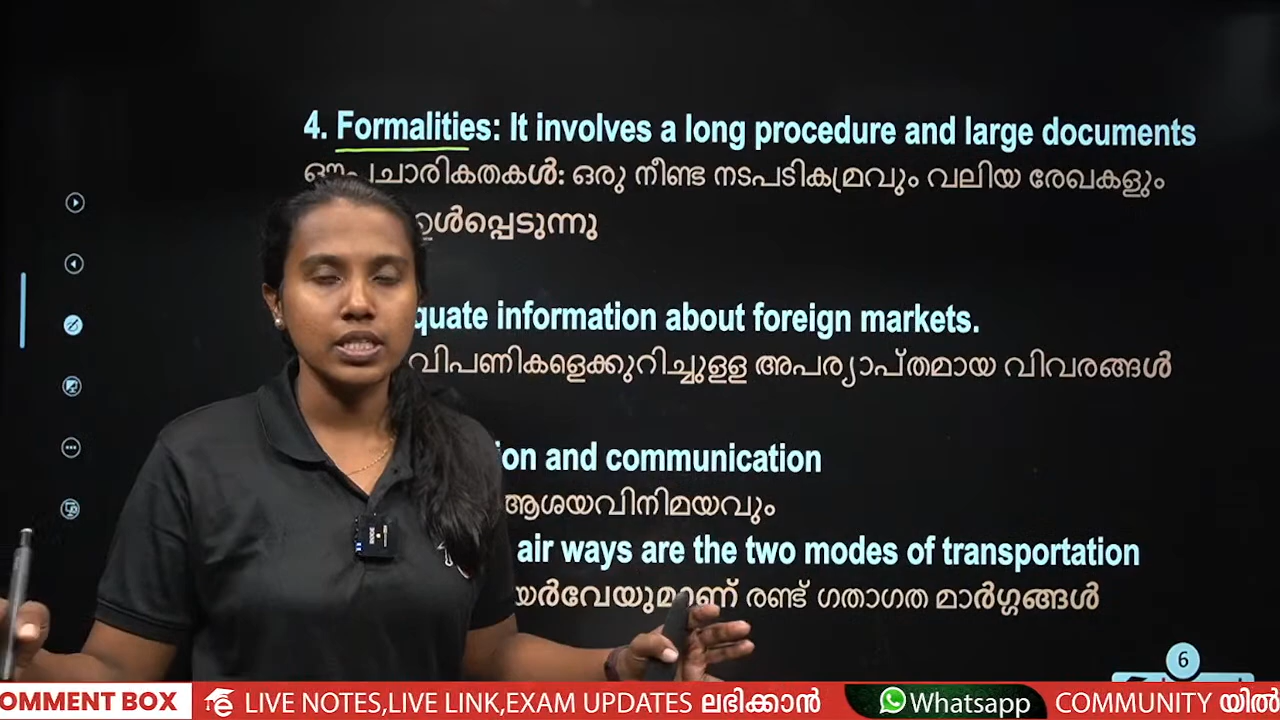 4. Formalities: It involves a long procedure and large documents
ഔപചാരികതകൾ: ഒരു നീണ്ട നടപടിക്രമവും വലിയ രേഖകളും
ഉൾപ്പെടുന്നു
quate information about foreign markets.
വിപണികളെക്കുറിച്ചുള്ള അപര്യാപ്തമായ വിവരങ്ങൾ
ion and communication
ആശയവിനിമയവും
air ways are the two modes of transportation
യർവേയുമാണ് രണ്ട് ഗതാഗത മാർഗ്ഗങ്ങൾ
6
OMMENT BOX LIVE NOTES,LIVE LINK,EXAM UPDATES ലഭിക്കാൻ Whatsapp COMMUNITY യിൽ